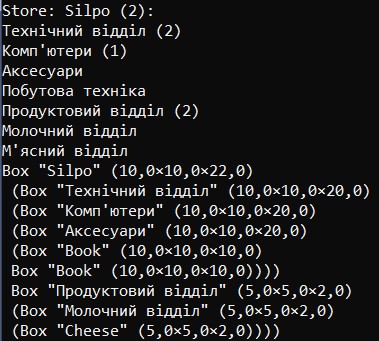 Store: Silpo (2):
Технічний відділ (2)
Комп'ютери (1)
Аксесуари
Побутова техніка
Продуктовий відділ (2)
Молочний відділ
М'ясний відділ
Box "Silpo" (10,0×10,0×22,0)
(Box "Технічний відділ" (10,0×10,0×20,0)
(Box "Комп'ютери" (10,0×10,0×20,0)
(Box "Аксесуари" (10,0×10,0×20,0)
(Box "Book" (10,0×10,0×10,0)
Box "Book" (10,0×10,0×10,0))))
Box "Продуктовий відділ" (5,0×5,0×2,0)
(Box "Молочний відділ" (5,0×5,0×2,0)
(Box "Cheese" (5,0×5,0×2,0))))